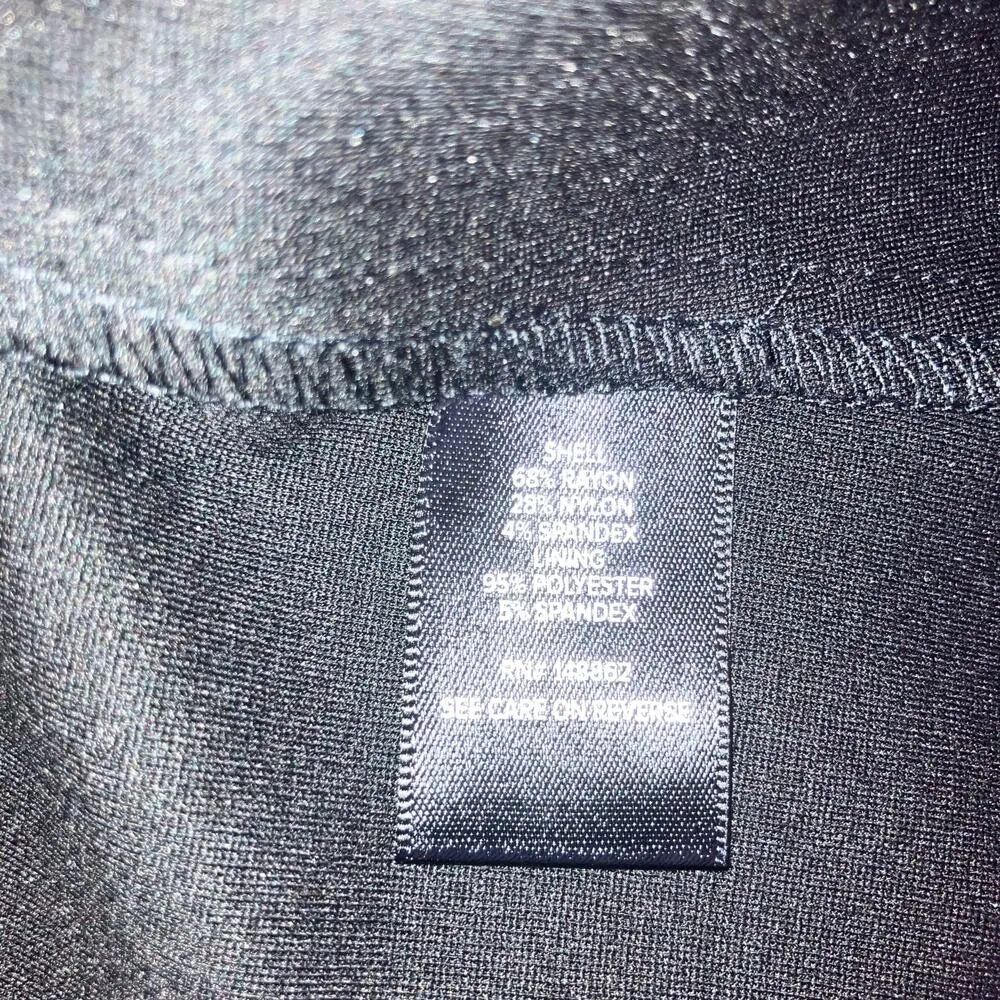 SHELL
68% RAYON
28% NYLON
4% SPANDEX
LINING
95% POLYESTER
5% SPANDEX
RN# 148862
SEE CARE ON REVERSE